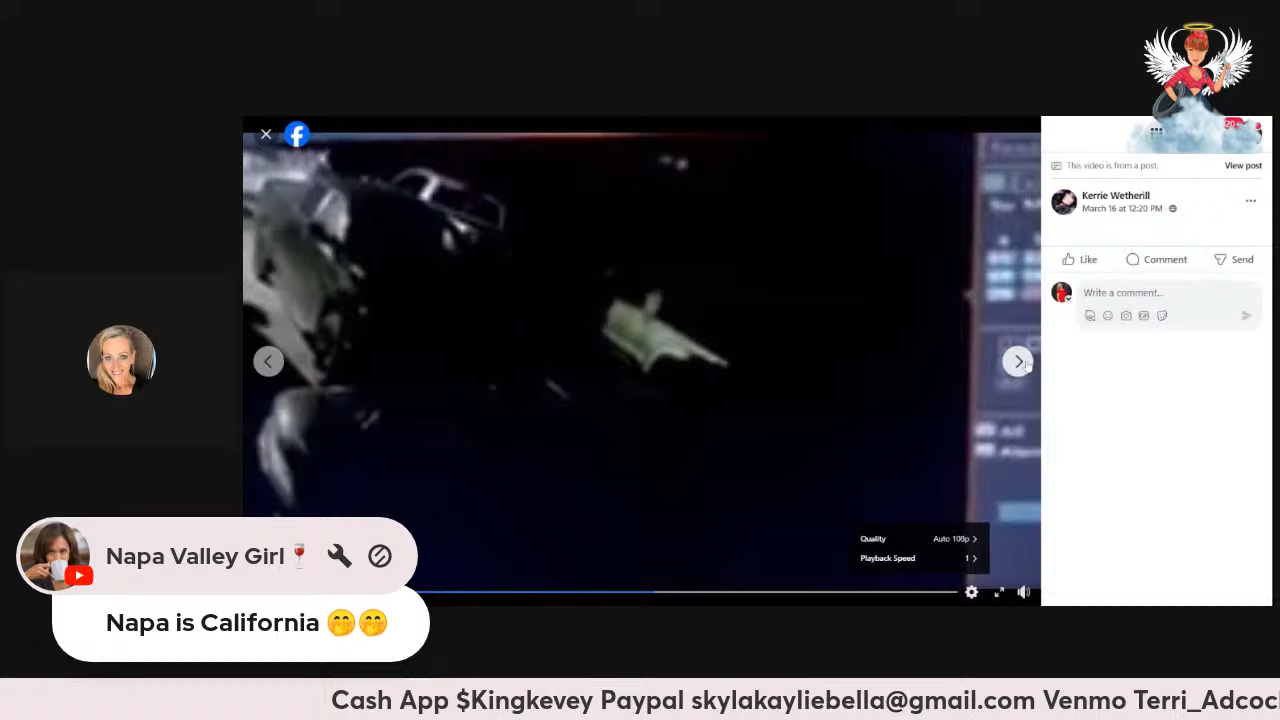 This video is from a post
View post
Kerrie Wetherill
March 16 at 12:20 PM
Like
Comment
Send
Write a comment...
Quality
Auto 108p
Playback Speed
1
Napa Valley Girl🍷
Napa is California 🤭🤭
Cash App $Kingkevey Paypal skylakayliebella@gmail.com Venmo Terri_Adcoc